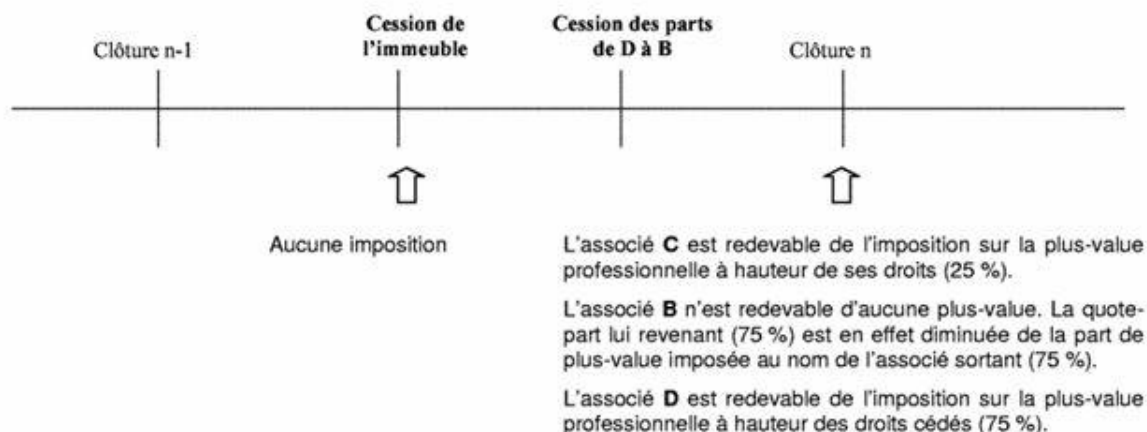 Clôture n-1
Cession de
l'immeuble
Cession des parts
de D à B
Clôture n
Aucune imposition
L'associé C est redevable de l'imposition sur la plus-value
professionnelle à hauteur de ses droits (25 %).
L'associé B n'est redevable d'aucune plus-value. La quote-
part lui revenant (75 %) est en effet diminuée de la part de
plus-value imposée au nom de l'associé sortant (75 %).
L'associé D est redevable de l'imposition sur la plus-value
professionnelle à hauteur des droits cédés (75 %).